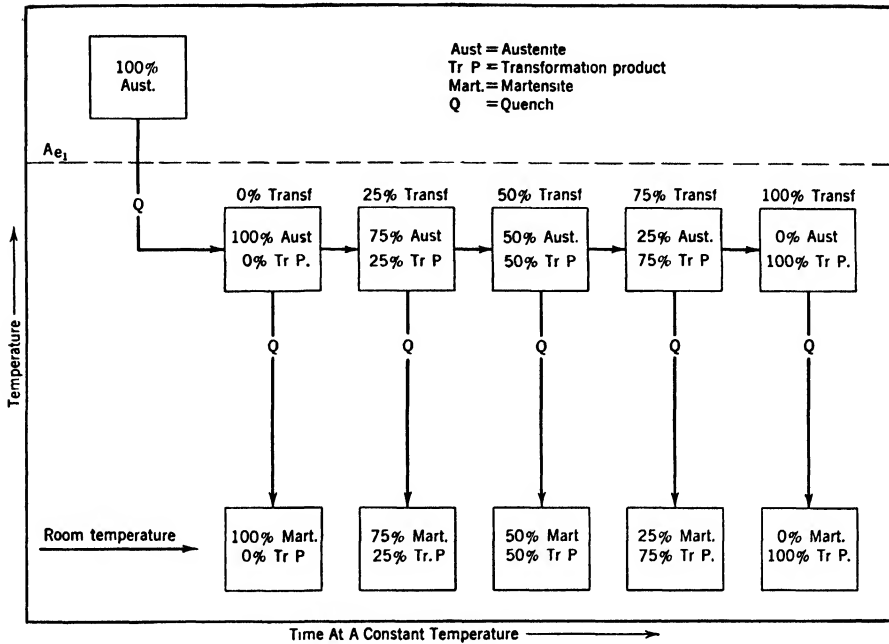 100%
Aust.
Aust = Austenite
Tr P = Transformation product
Mart. = Martensite
Q = Quench
Ae1
Q
0% Transf
25% Transf
50% Transf
75% Transf
100% Transf
100% Aust
0% Tr P.
75% Aust
25% Tr P
50% Aust.
50% Tr P
25% Aust.
75% Tr P
0% Aust
100% Tr P.
Q
Q
Q
Q
Q
Temperature
Room temperature
100% Mart.
0% Tr P
75% Mart.
25% Tr.P
50% Mart
50% Tr P
25% Mart.
75% Tr P.
0% Mart.
100% Tr P.
Time At A Constant Temperature